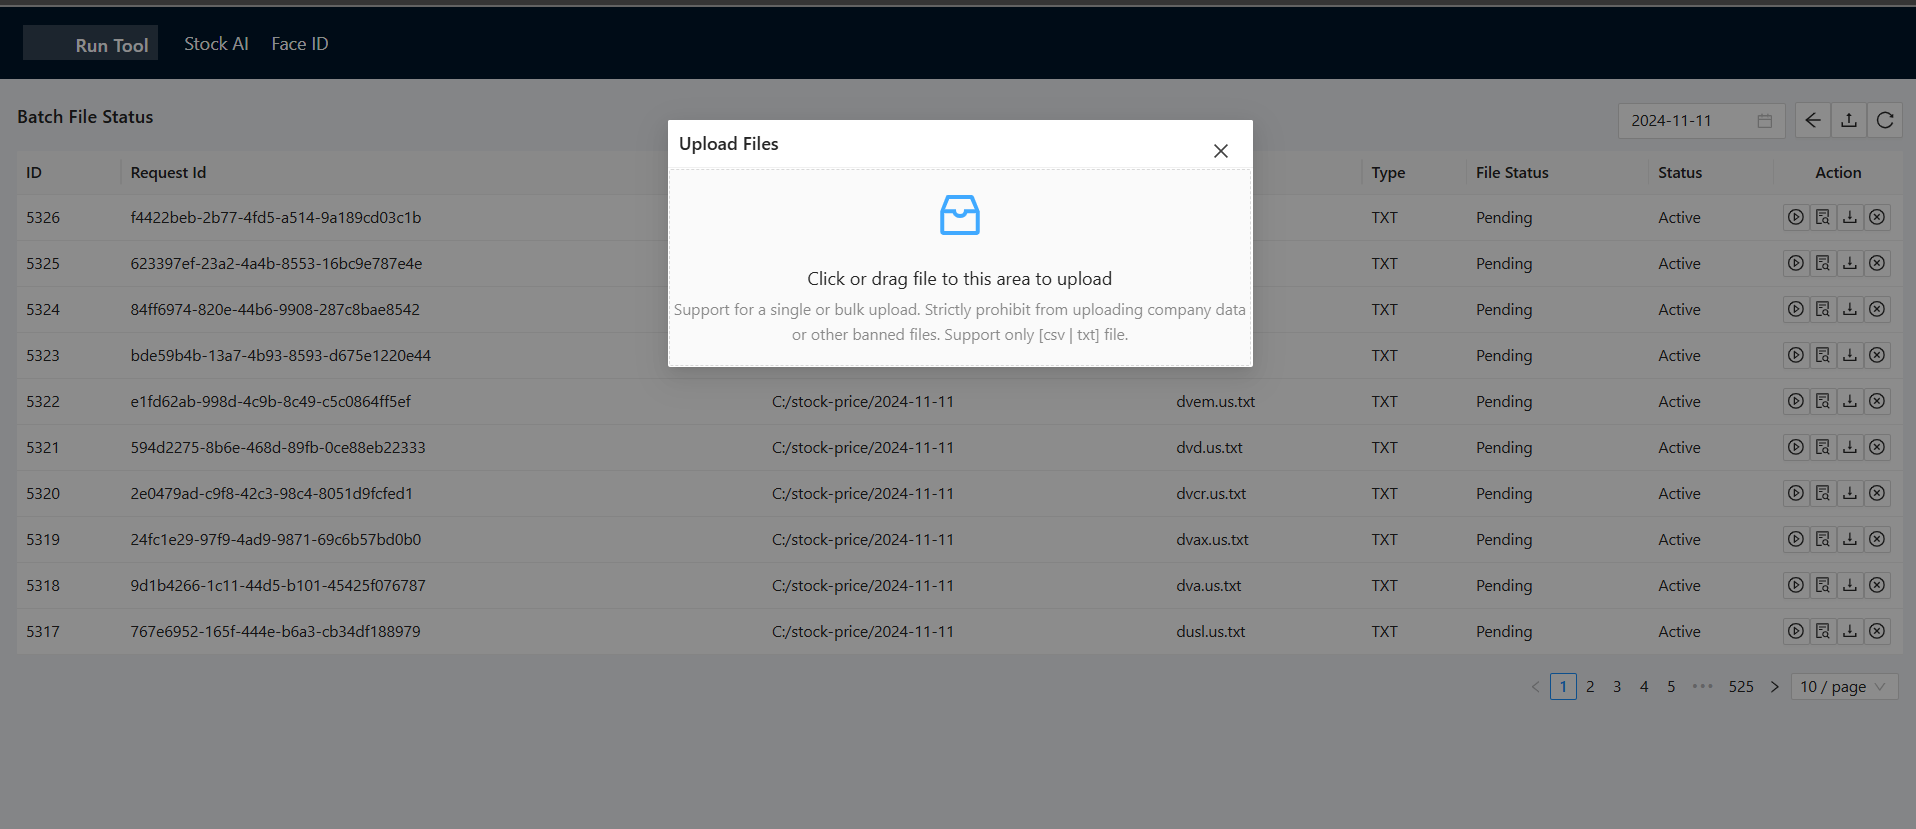 Run Tool Stock AI Face ID
Batch File Status
2024-11-11
Upload Files
Click or drag file to this area to upload
Support for a single or bulk upload. Strictly prohibit from uploading company data
or other banned files. Support only [csv | txt] file.
ID Request Id Type File Status Status Action
5326 f4422beb-2b77-4fd5-a514-9a189cd03c1b TXT Pending Active
5325 623397ef-23a2-4a4b-8553-16bc9e787e4e TXT Pending Active
5324 84ff6974-820e-44b6-9908-287c8bae8542 TXT Pending Active
5323 bde59b4b-13a7-4b93-8593-d675e1220e44 TXT Pending Active
5322 e1fd62ab-998d-4c9b-8c49-c5c0864ff5ef C:/stock-price/2024-11-11 dvem.us.txt TXT Pending Active
5321 594d2275-8b6e-468d-89fb-0ce88eb22333 C:/stock-price/2024-11-11 dvd.us.txt TXT Pending Active
5320 2e0479ad-c9f8-42c3-98c4-8051d9fcfed1 C:/stock-price/2024-11-11 dvcr.us.txt TXT Pending Active
5319 24fc1e29-97f9-4ad9-9871-69c6b57bd0b0 C:/stock-price/2024-11-11 dvax.us.txt TXT Pending Active
5318 9d1b4266-1c11-44d5-b101-45425f076787 C:/stock-price/2024-11-11 dva.us.txt TXT Pending Active
5317 767e6952-165f-444e-b6a3-cb34df188979 C:/stock-price/2024-11-11 dusl.us.txt TXT Pending Active
1 2 3 4 5 ••• 525 10 / page